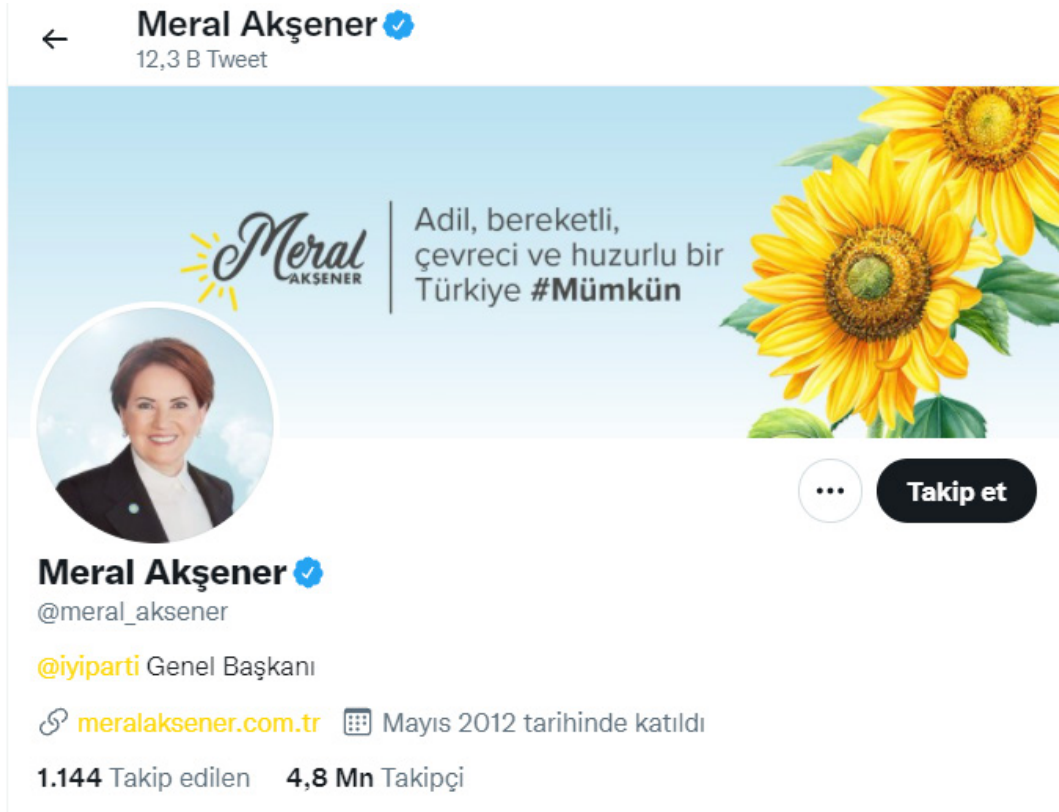 Meral Akşener
12,3 B Tweet
Meral
AKŞENER
Adil, bereketli,
çevreci ve huzurlu bir
Türkiye #Mümkün
Takip et
Meral Akşener
@meral_aksener
@iyiparti Genel Başkanı
meralaksener.com.tr Mayıs 2012 tarihinde katıldı
1.144 Takip edilen 4,8 Mn Takipçi